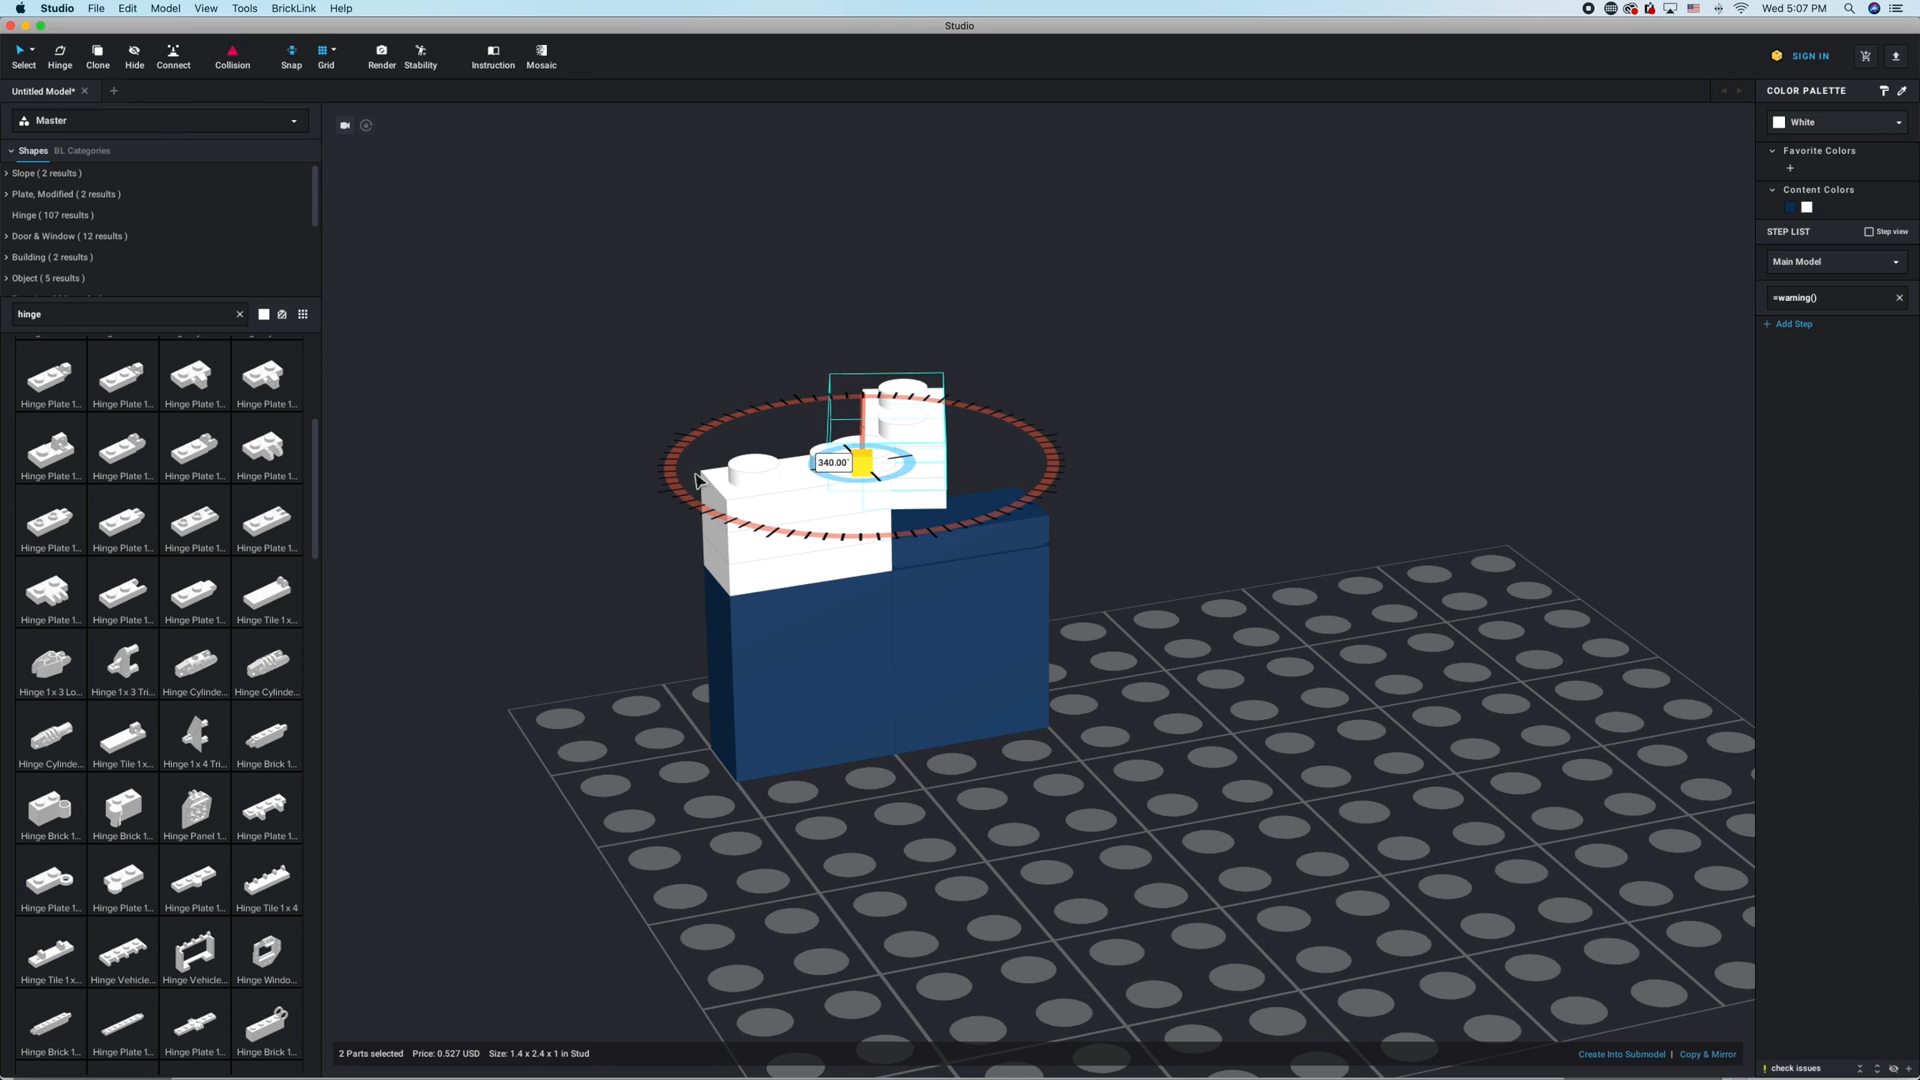 Studio File Edit Model View Tools BrickLink Help
Wed 5:07 PM
Studio
Select Hinge Clone Hide Connect Collision Snap Grid Render Stability Instruction Mosaic
SIGN IN
Untitled Model*
Master
Shapes BL Categories
Slope ( 2 results )
Plate, Modified ( 2 results )
Hinge ( 107 results )
Door & Window ( 12 results )
Building ( 2 results )
Object ( 5 results )
hinge
Hinge Plate 1... Hinge Plate 1... Hinge Plate 1... Hinge Plate 1...
Hinge Plate 1... Hinge Plate 1... Hinge Plate 1... Hinge Plate 1...
Hinge Plate 1... Hinge Plate 1... Hinge Plate 1... Hinge Plate 1...
Hinge Plate 1... Hinge Plate 1... Hinge Plate 1... Hinge Tile 1 x...
Hinge 1 x 3 Lo... Hinge 1 x 3 Tri... Hinge Cylinde... Hinge Cylinde...
Hinge Cylinde... Hinge Tile 1 x... Hinge 1 x 4 Tri... Hinge Brick 1...
Hinge Brick 1... Hinge Brick 1... Hinge Panel 1... Hinge Plate 1...
Hinge Plate 1... Hinge Plate 1... Hinge Plate 1... Hinge Tile 1 x 4
Hinge Tile 1 x... Hinge Vehicle... Hinge Vehicle... Hinge Windo...
Hinge Brick 1... Hinge Plate 1... Hinge Plate 1... Hinge Brick 1...
340.00°
2 Parts selected Price: 0.527 USD Size: 1.4 x 2.4 x 1 in Stud
Create Into Submodel | Copy & Mirror
COLOR PALETTE
White
Favorite Colors
+
Content Colors
STEP LIST
Step view
Main Model
=warning()
+ Add Step
! check issues